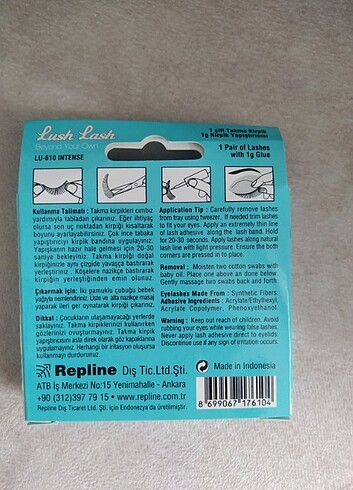 Lush Lash
Beyond Your Own
LU-610 INTENSE
1 çift Takma Kirpik
1g Kirpik Yapıştırıcısı
1 Pair of Lashes
with 1g Glue
Kullanma Talimatı : Takma kirpikleri cımbız
yardımıyla tabladan çıkarınız. Eğer ihtiyaç
olursa son uç noktadan kirpiği kısaltarak
boyunu ayarlayabilirsiniz. Çok ince tabaka
yapıştırıcıyı kirpik bandına uygulayınız.
Yapışkanın hazır hale gelmesi için 20-30
saniye bekleyiniz. Takma kirpiği doğal
kirpiğinizle aynı çizgide yavaşça bastırarak
yerleştiriniz . Köşelere nazikçe bastırarak
kirpiğin yerleştiğinden emin olunuz.
Çıkarmak İçin: İki pamuklu çubuğu bebek
yağıyla nemlendiriniz. Üste ve alta nazikçe masaj
yaparak ileri geri oynatarak kirpiği çıkarınız.
Dikkat : Çocukların ulaşamayacağı yerlerde
saklayınız. Takma kirpiklerinizi kullanırken
gözlerinizi ovuşturmayınız. Takma kirpik
yapıştırıcısını asla direk olarak göz kapaklarınıza
uygulamayınız. Herhangi bir iritasyon oluşursa
kullanmayı durdurunuz.
Application Tip : Carefully remove lashes
from tray using tweezer. If needed trim lashes
to fit your eyes. Apply an extremely thin line
of lash adhesive along the lash band. Hold
for 20-30 seconds. Apply lashes along natural
lash line with light pressure. Ensure the both
corners are in position.
Removal : Moisten two cotton swabs with
baby oil. Place one above an done below.
Gently massage two swabs back and forth.
Eyelashes Made From : Synthetic Fibers.
Adhesive Ingredients : Acrylate/Ethylhexyl,
Acrylate Copolymer, Phenoxyethanol.
Warning : Keep out reach of children. Avoid
rubbing your eyes while wearing false lashes.
Never apply lash adhesive direct to eyelids.
Discontinue use if any sign of irritation occurs.
Repline Dış Tic.Ltd.Şti.
ATB İş Merkezi No:15 Yenimahalle - Ankara
+90 (312)397 79 15 • www.repline.com.tr
Repline Dış Ticaret Ltd. Şti. için Endonezya'da üretilmiştir.
Made in Indonesia
8 699067 176104